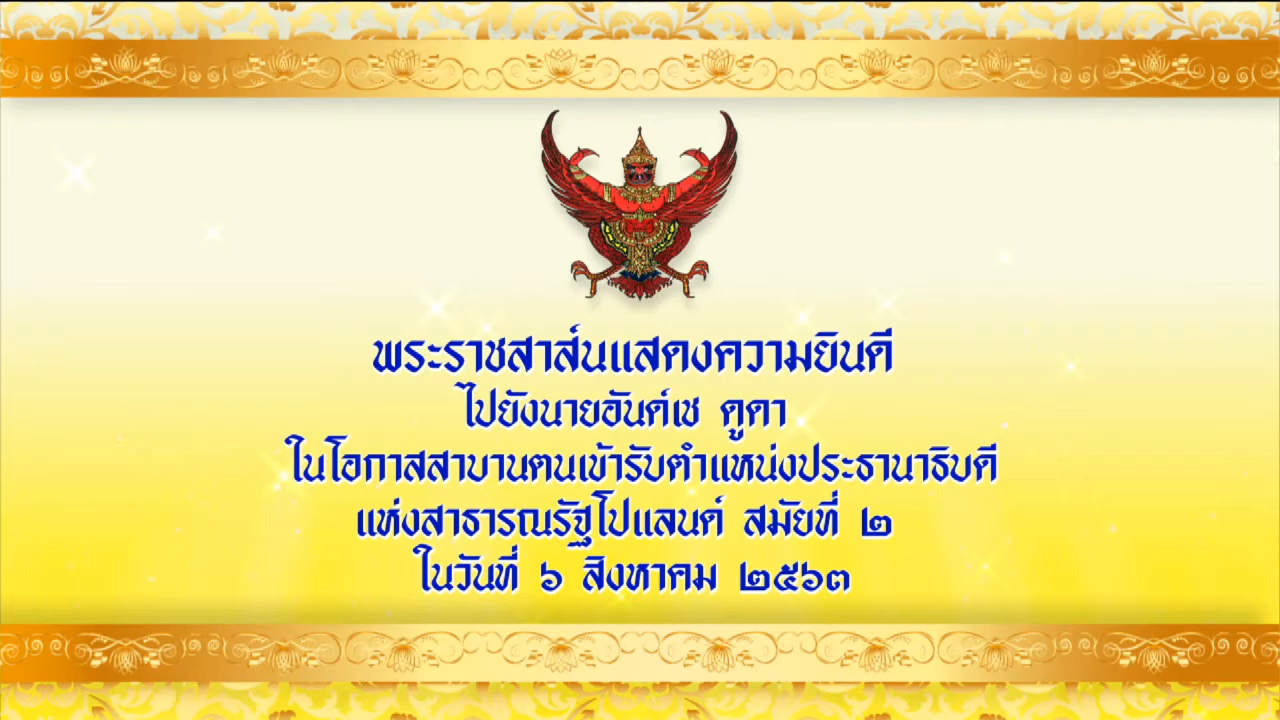 พระราชสาส์นแสดงความยินดี
ไปยังนายอันด์เช ดูดา
ในโอกาสสาบานตนเข้ารับตำแหน่งประธานาธิบดี
แห่งสาธารณรัฐโปแลนด์ สมัยที่ ๒
ในวันที่ ๖ สิงหาคม ๒๕๖๓